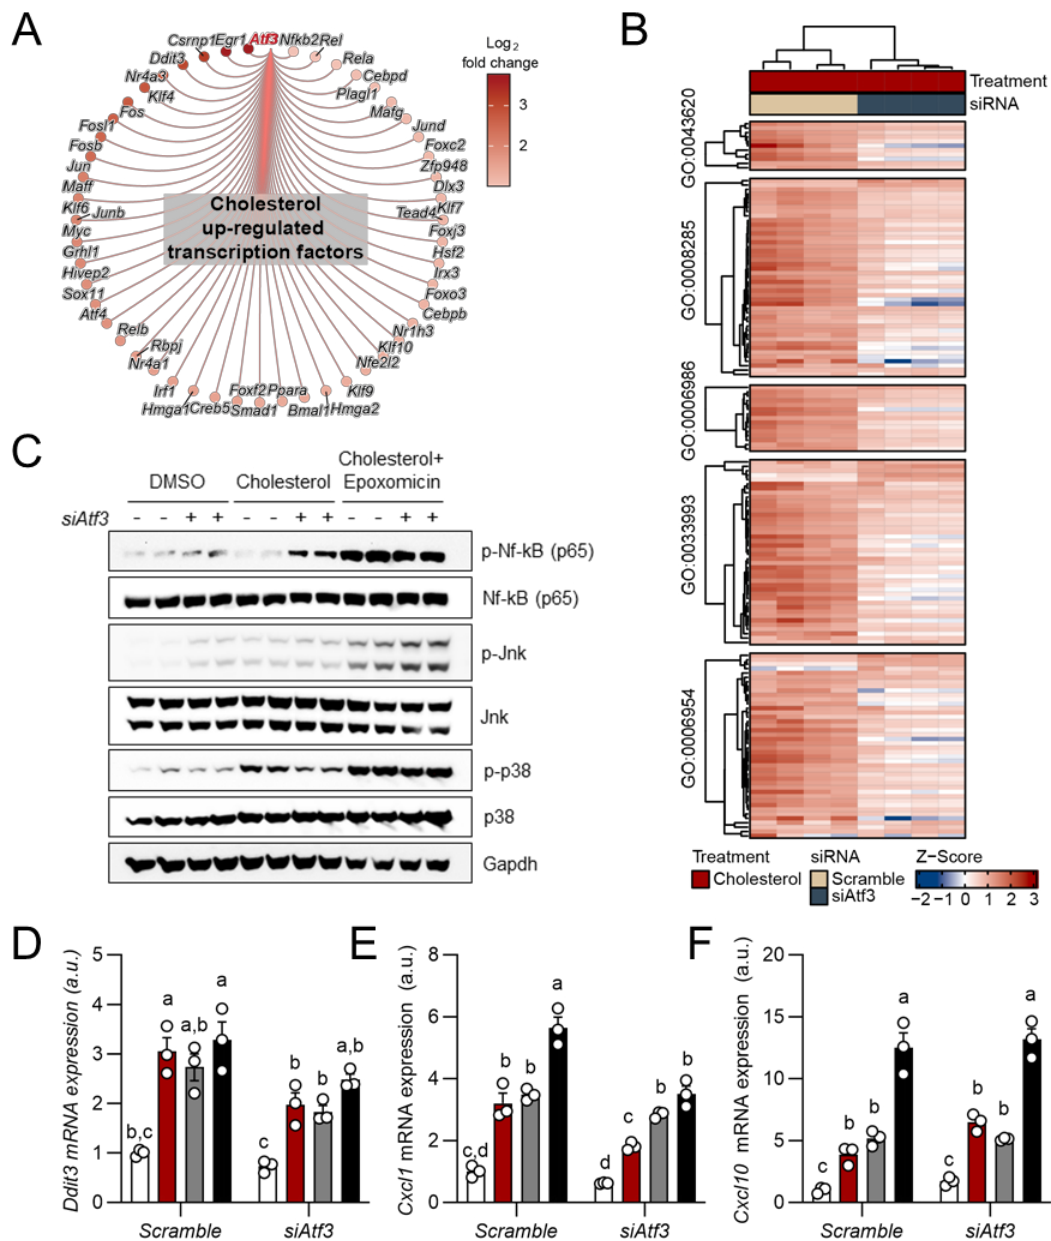 A
Csrnp1
Egr1
Atf3
Nfkb2
Rel
Ddit3
Rela
Nr4a3
Cebpd
Klf4
Plagl1
Fos
Mafg
Fosl1
Jund
Fosb
Foxc2
Jun
Zfp948
Maff
Dlx3
Klf6
Junb
Tead4
Klf7
Myc
Foxj3
Grhl1
Hsf2
Hivep2
Irx3
Sox11
Foxo3
Atf4
Cebpb
Relb
Nr1h3
Rbpj
Klf10
Nr4a1
Nfe2l2
Irf1
Foxf2
Ppara
Klf9
Hmga1
Creb5
Smad1
Bmal1
Hmga2
Cholesterol
up-regulated
transcription factors
Log2
fold change
3
2
B
Treatment
siRNA
GO:0043620
GO:0008285
GO:0006986
GO:0033993
GO:0006954
Treatment
Cholesterol
siRNA
Scramble
siAtf3
Z−Score
−2 −1 0 1 2 3
C
DMSO
Cholesterol
Cholesterol+
Epoxomicin
siAtf3 - - + + - - + + - - + +
p-Nf-kB (p65)
Nf-kB (p65)
p-Jnk
Jnk
p-p38
p38
Gapdh
D
Ddit3 mRNA expression (a.u.)
5
4
3
2
1
0
b,c
a
a,b
a
c
b
b
a,b
Scramble
siAtf3
E
Cxcl1 mRNA expression (a.u.)
8
6
4
2
0
c,d
b
b
a
d
c
b
b
Scramble
siAtf3
F
Cxcl10 mRNA expression (a.u.)
20
15
10
5
0
c
b
b
a
c
b
b
a
Scramble
siAtf3